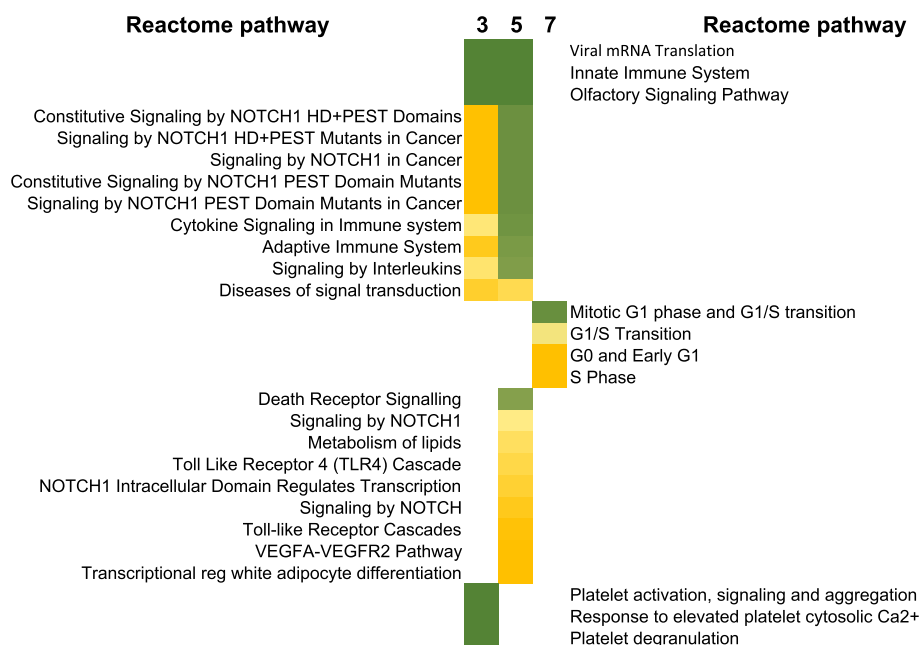 Reactome pathway 3 5 7 Reactome pathway
Viral mRNA Translation
Innate Immune System
Olfactory Signaling Pathway
Constitutive Signaling by NOTCH1 HD+PEST Domains
Signaling by NOTCH1 HD+PEST Mutants in Cancer
Signaling by NOTCH1 in Cancer
Constitutive Signaling by NOTCH1 PEST Domain Mutants
Signaling by NOTCH1 PEST Domain Mutants in Cancer
Cytokine Signaling in Immune system
Adaptive Immune System
Signaling by Interleukins
Diseases of signal transduction
Mitotic G1 phase and G1/S transition
G1/S Transition
G0 and Early G1
S Phase
Death Receptor Signalling
Signaling by NOTCH1
Metabolism of lipids
Toll Like Receptor 4 (TLR4) Cascade
NOTCH1 Intracellular Domain Regulates Transcription
Signaling by NOTCH
Toll-like Receptor Cascades
VEGFA-VEGFR2 Pathway
Transcriptional reg white adipocyte differentiation
Platelet activation, signaling and aggregation
Response to elevated platelet cytosolic Ca2+
Platelet degranulation